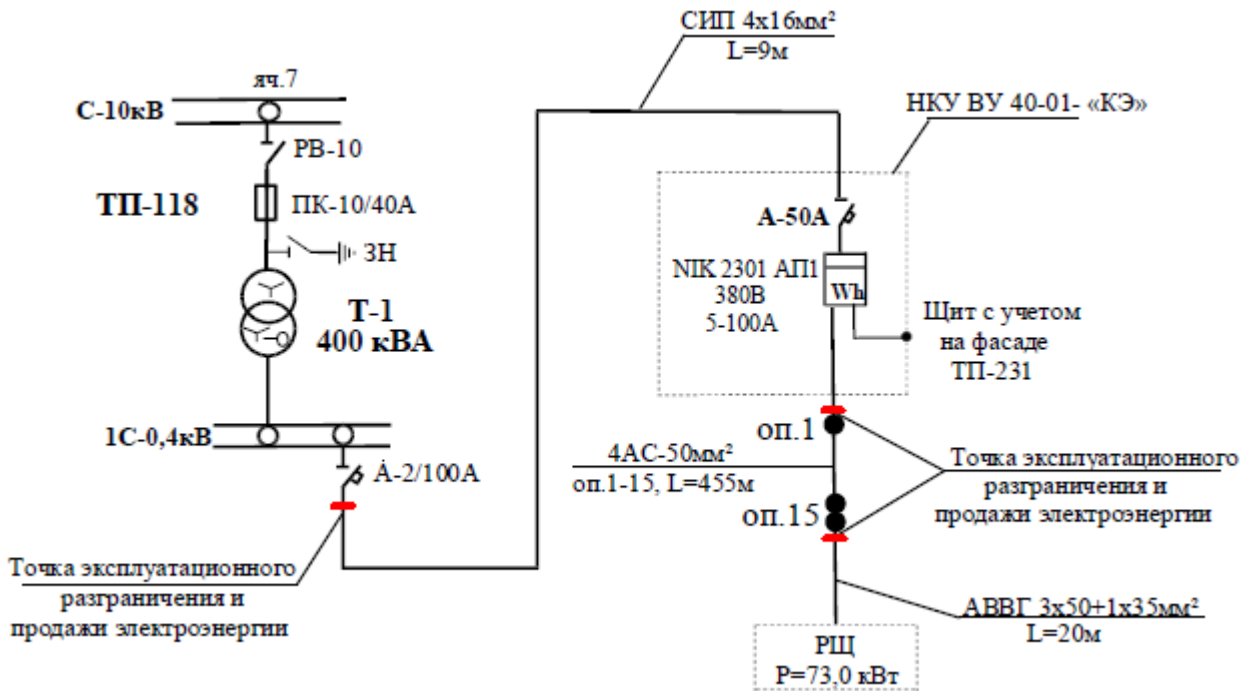 яч.7
С-10кВ
РВ-10
ТП-118
ПК-10/40А
ЗН
Т-1
400 кВА
1С-0,4кВ
А-2/100А
Точка эксплуатационного
разграничения и
продажи электроэнергии
СИП 4х16мм²
L=9м
НКУ ВУ 40-01- «КЭ»
А-50А
NIK 2301 АП1
380В
5-100А
Wh
Щит с учетом
на фасаде
ТП-231
оп.1
4АС-50мм²
оп.1-15, L=455м
оп.15
Точка эксплуатационного
разграничения и
продажи электроэнергии
АВВГ 3х50+1х35мм²
L=20м
РЩ
Р=73,0 кВт